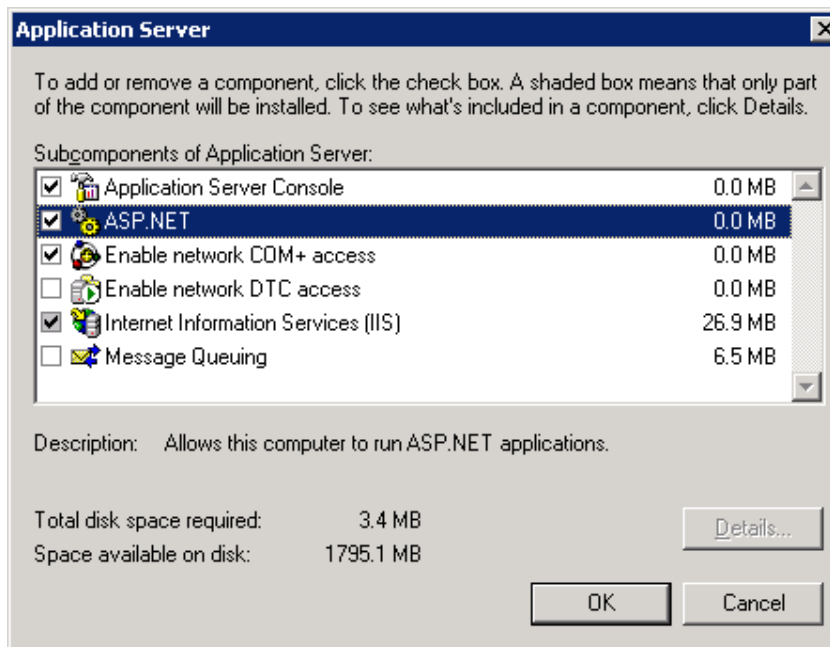 Application Server
To add or remove a component, click the check box. A shaded box means that only part
of the component will be installed. To see what's included in a component, click Details.
Subcomponents of Application Server:
Application Server Console 0.0 MB
ASP.NET 0.0 MB
Enable network COM+ access 0.0 MB
Enable network DTC access 0.0 MB
Internet Information Services (IIS) 26.9 MB
Message Queuing 6.5 MB
Description: Allows this computer to run ASP.NET applications.
Total disk space required: 3.4 MB
Space available on disk: 1795.1 MB
Details...
OK Cancel